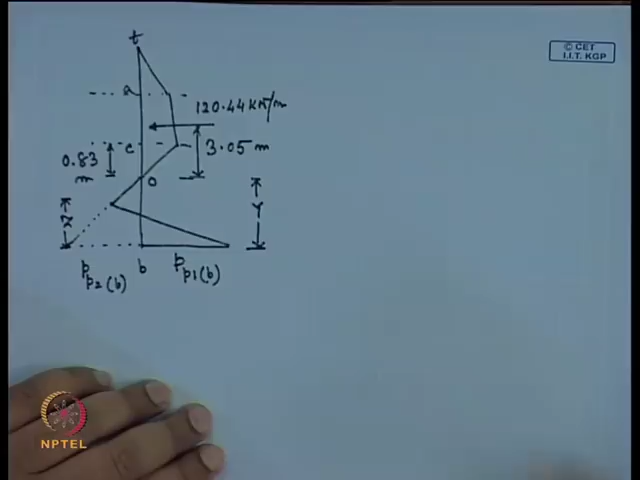 t
© CET
I.I.T. KGP
a
120.44 kN/m
c
3.05 m
0.83
m
o
Z
Y
b
Pp2(b)
Pp1(b)
NPTEL